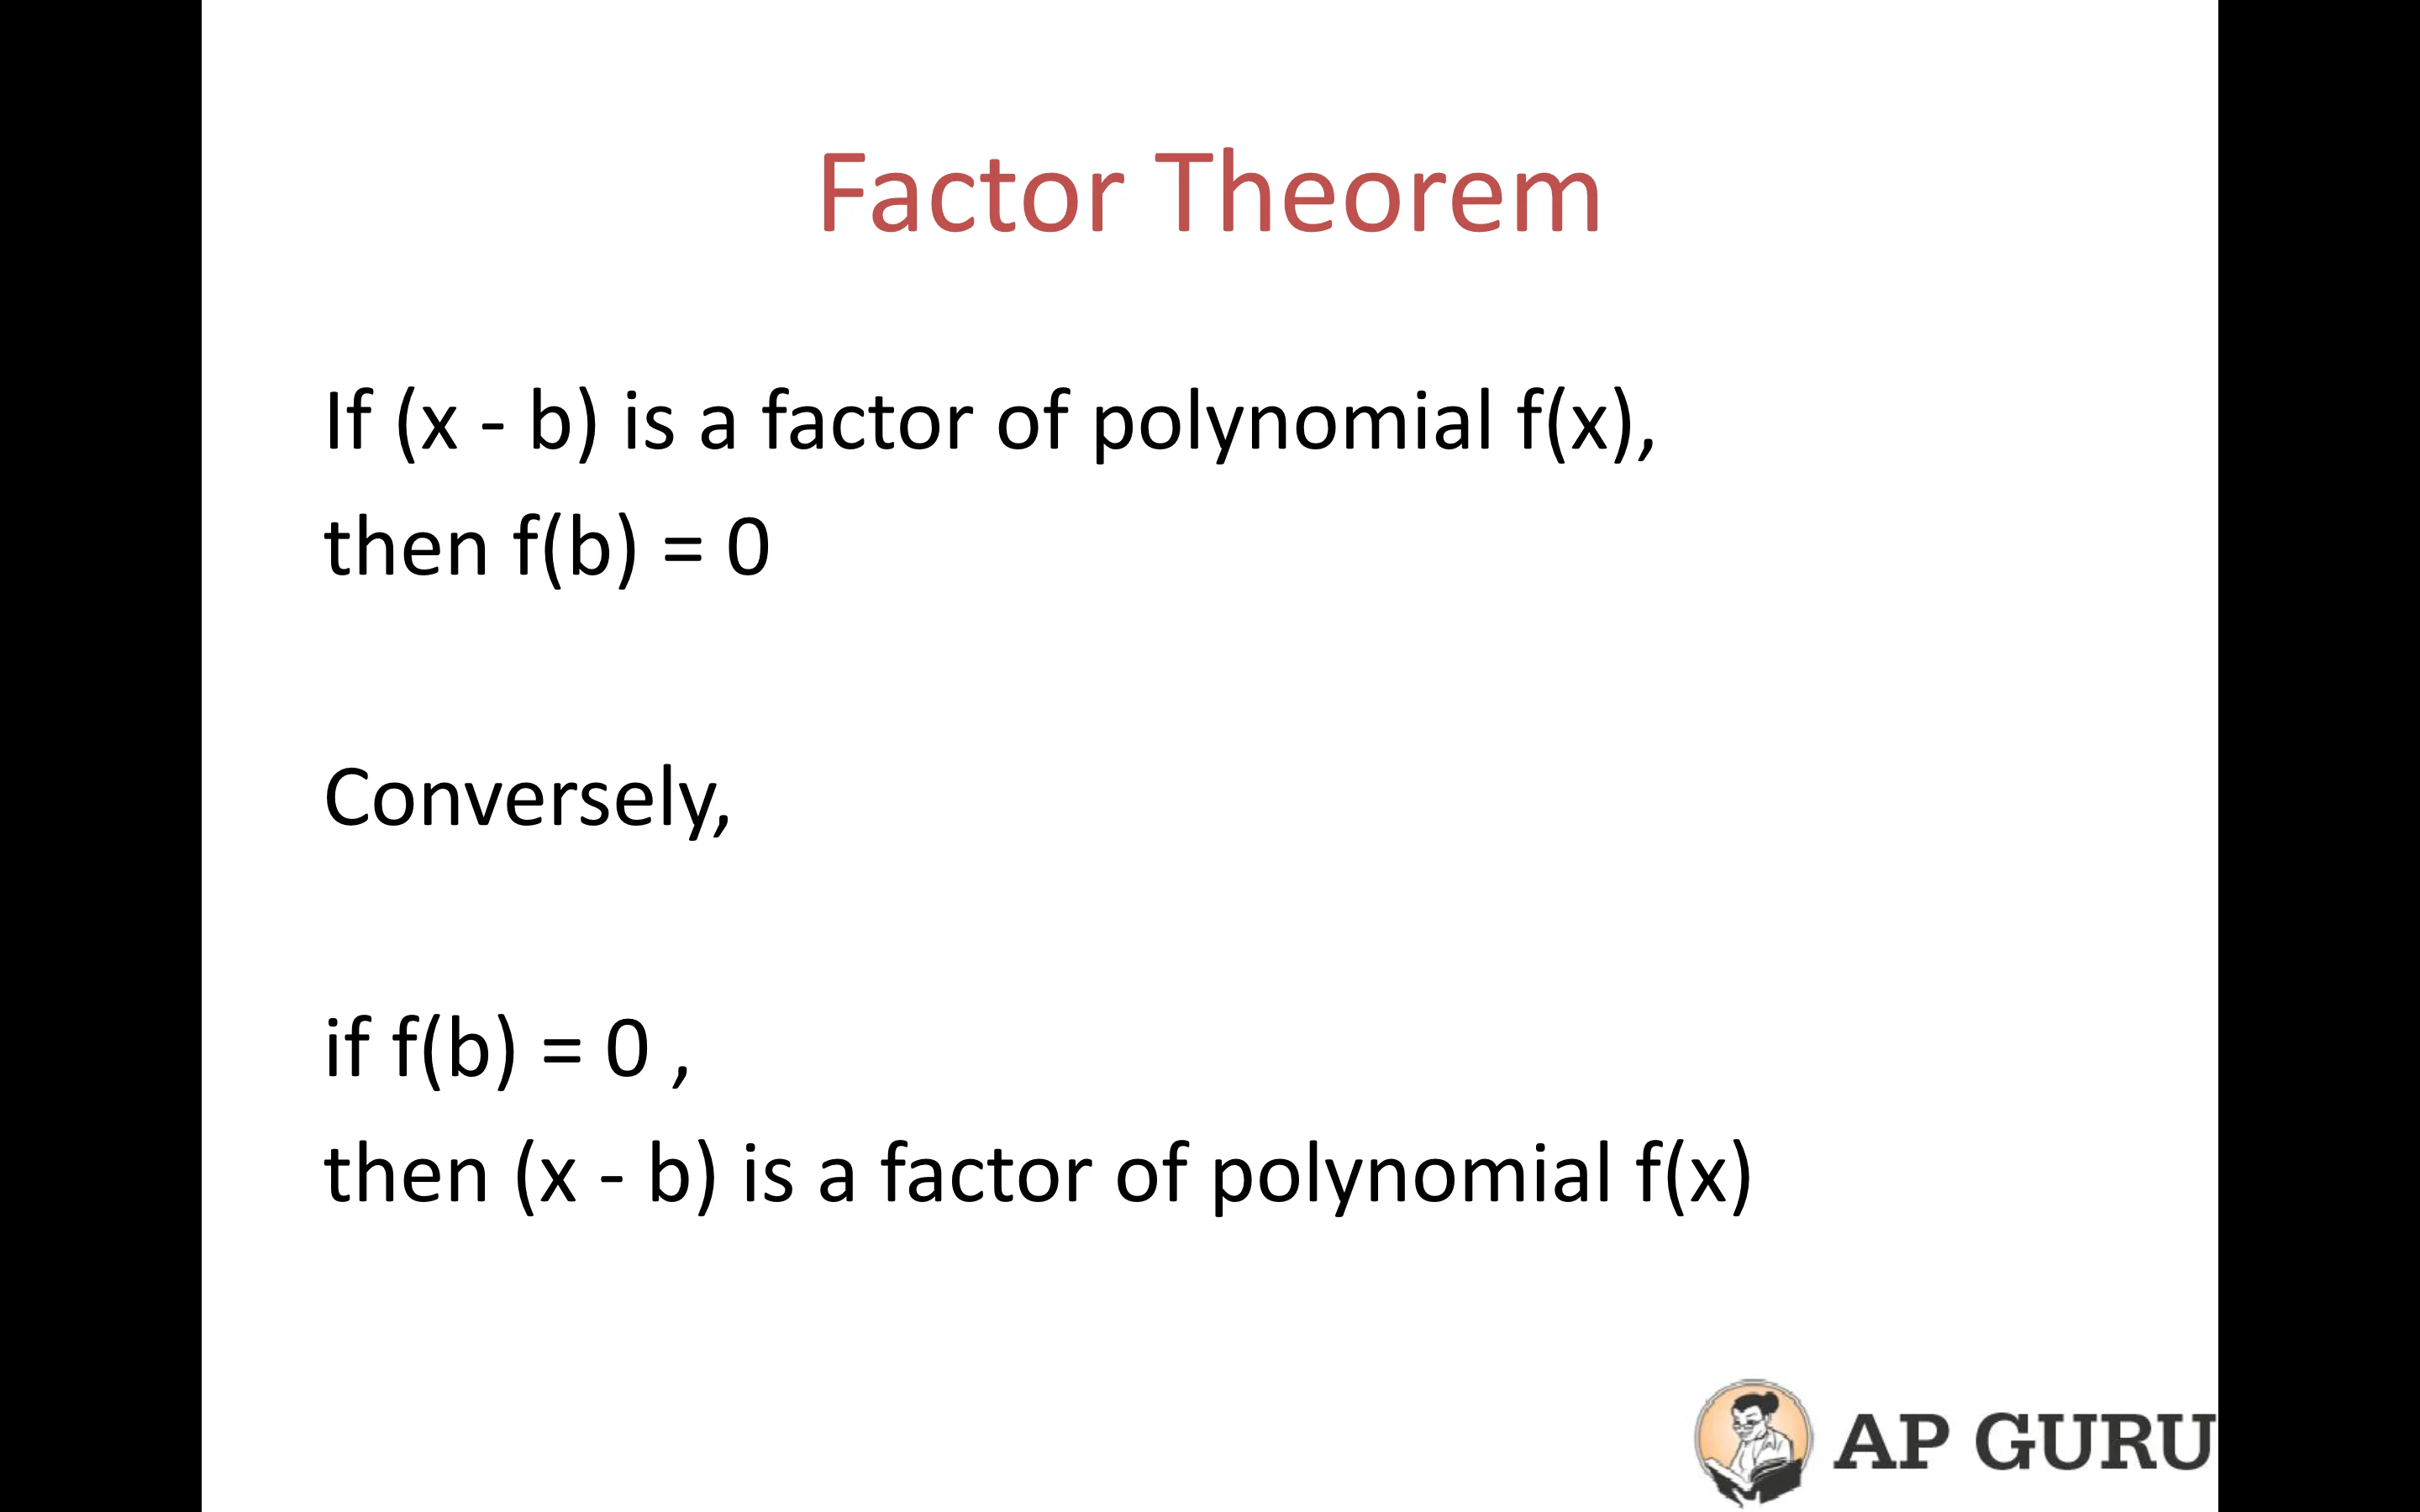 Factor Theorem
If (x - b) is a factor of polynomial f(x),
then f(b) = 0
Conversely,
if f(b) = 0 ,
then (x - b) is a factor of polynomial f(x)
AP GURU